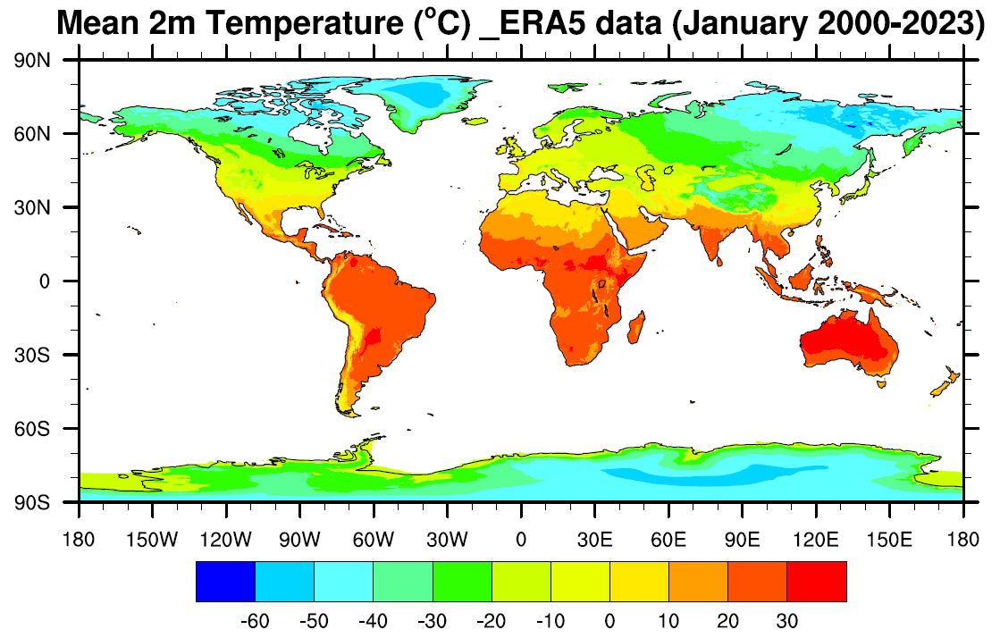 Mean 2m Temperature (°C) _ERA5 data (January 2000-2023)
90N
60N
30N
0
30S
60S
90S
180 150W 120W 90W 60W 30W 0 30E 60E 90E 120E 150E 180
-60 -50 -40 -30 -20 -10 0 10 20 30